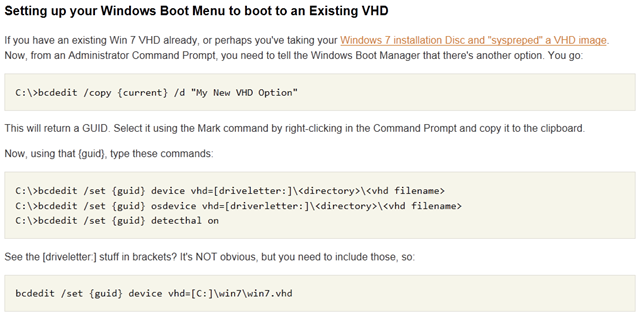 Setting up your Windows Boot Menu to boot to an Existing VHD
If you have an existing Win 7 VHD already, or perhaps you've taking your Windows 7 installation Disc and "syspreped" a VHD image.
Now, from an Administrator Command Prompt, you need to tell the Windows Boot Manager that there's another option. You go:
C:\>bcdedit /copy {current} /d "My New VHD Option"
This will return a GUID. Select it using the Mark command by right-clicking in the Command Prompt and copy it to the clipboard.
Now, using that {guid}, type these commands:
C:\>bcdedit /set {guid} device vhd=[driveletter:]\<directory>\<vhd filename>
C:\>bcdedit /set {guid} osdevice vhd=[driverletter:]\<directory>\<vhd filename>
C:\>bcdedit /set {guid} detecthal on
See the [driveletter:] stuff in brackets? It's NOT obvious, but you need to include those, so:
bcdedit /set {guid} device vhd=[C:]\win7\win7.vhd